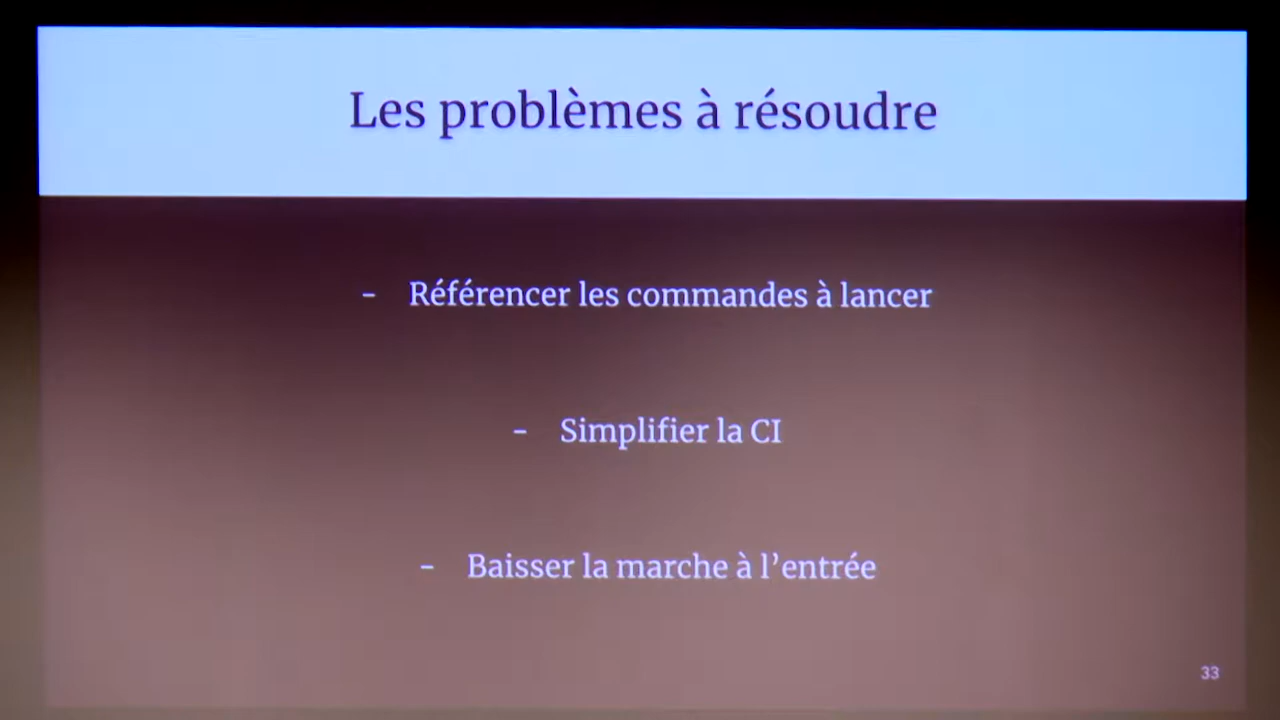 Les problèmes à résoudre
- Référencer les commandes à lancer
- Simplifier la CI
- Baisser la marche à l’entrée
33